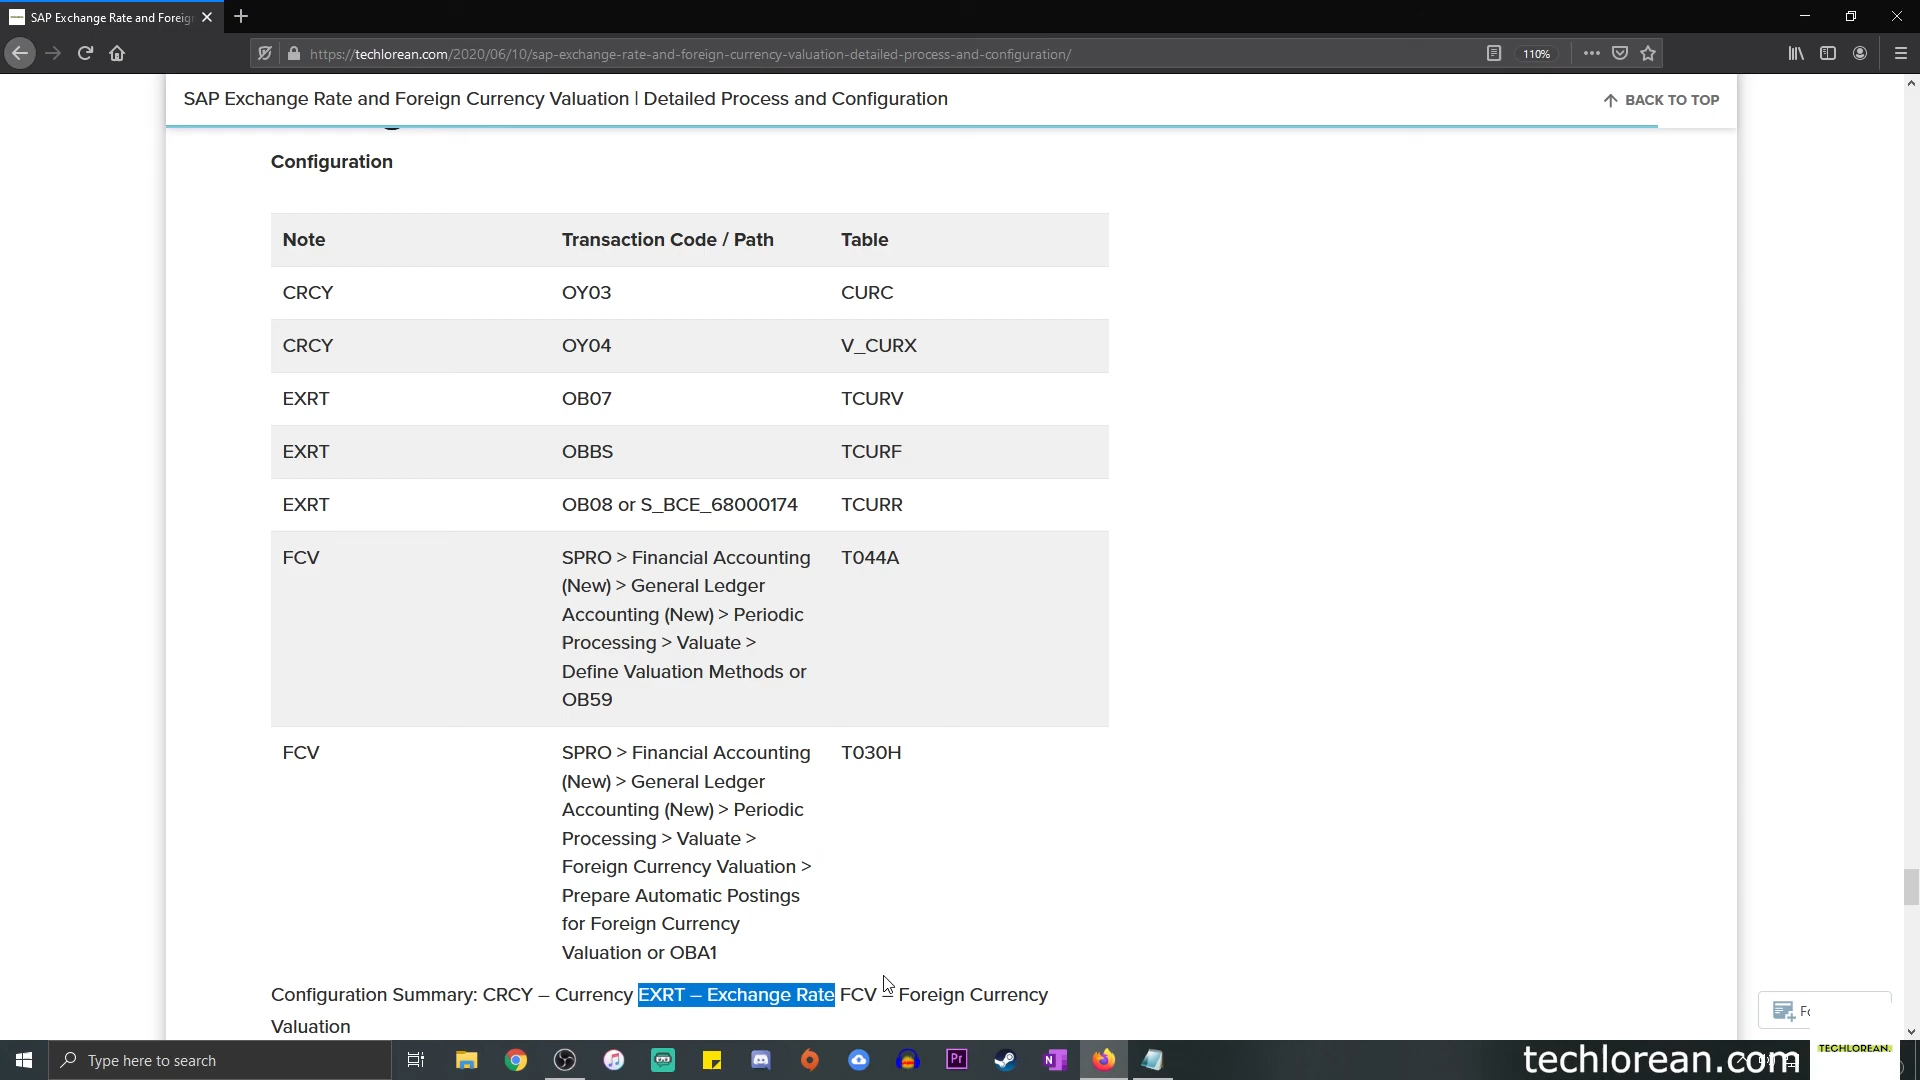 SAP Exchange Rate and Foreig
https://techlorean.com/2020/06/10/sap-exchange-rate-and-foreign-currency-valuation-detailed-process-and-configuration/
110%
SAP Exchange Rate and Foreign Currency Valuation | Detailed Process and Configuration
BACK TO TOP
Configuration
Note Transaction Code / Path Table
CRCY OY03 CURC
CRCY OY04 V_CURX
EXRT OB07 TCURV
EXRT OBBS TCURF
EXRT OB08 or S_BCE_68000174 TCURR
FCV SPRO > Financial Accounting T044A
(New) > General Ledger
Accounting (New) > Periodic
Processing > Valuate >
Define Valuation Methods or
OB59
FCV SPRO > Financial Accounting T030H
(New) > General Ledger
Accounting (New) > Periodic
Processing > Valuate >
Foreign Currency Valuation >
Prepare Automatic Postings
for Foreign Currency
Valuation or OBA1
Configuration Summary: CRCY – Currency EXRT – Exchange Rate FCV – Foreign Currency
Valuation
Fo
Type here to search
Pr
techlorean.com
TECHLOREAN.